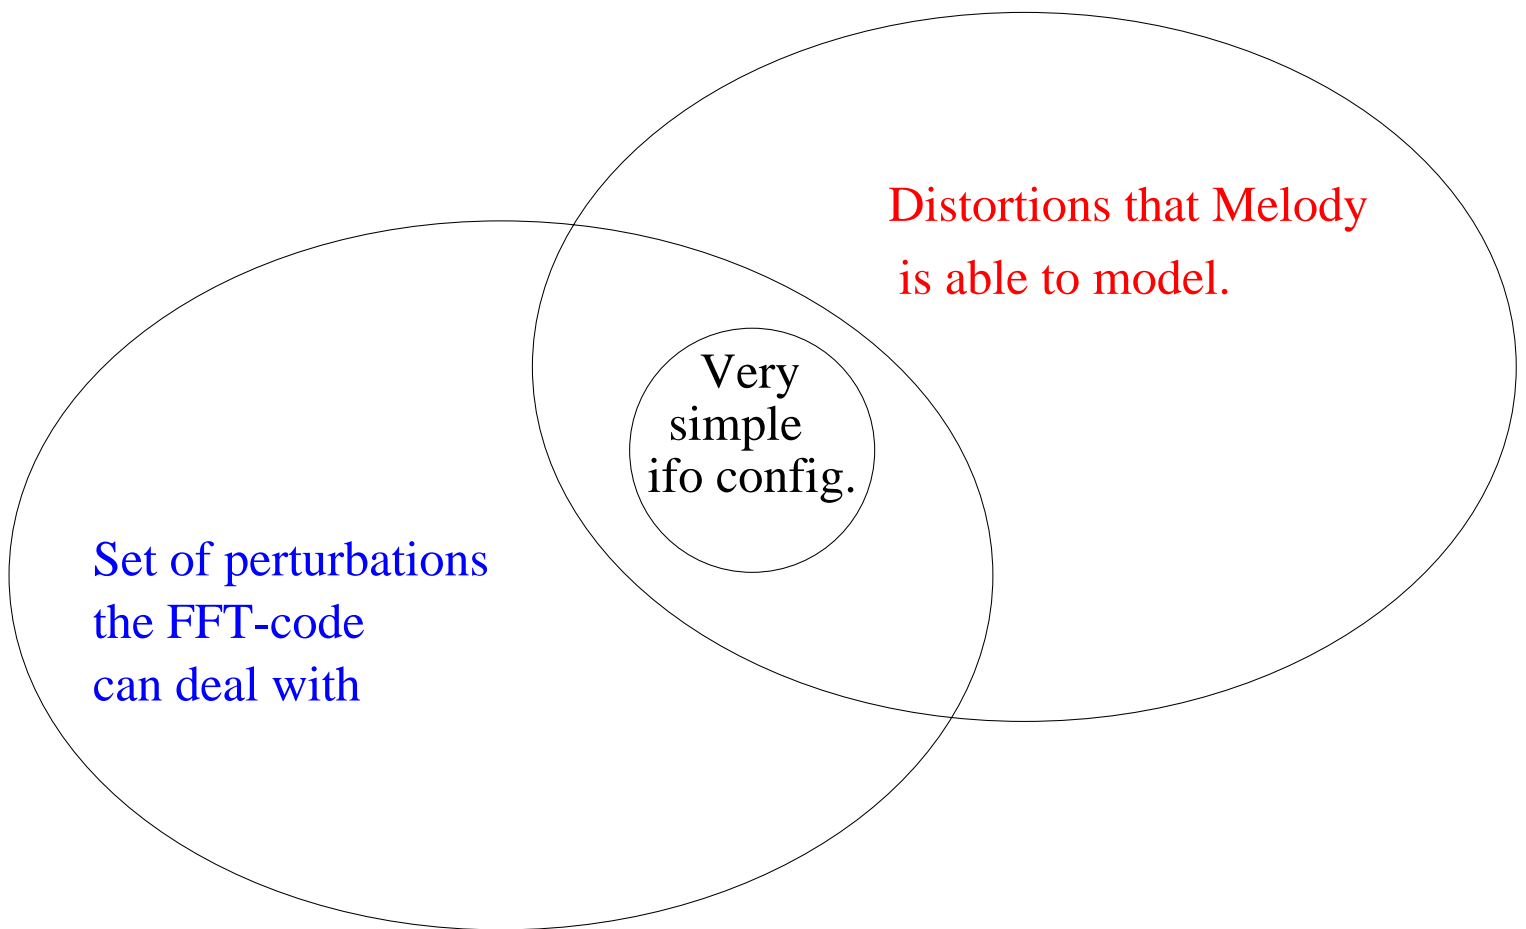 Distortions that Melody
is able to model.
Very
simple
ifo config.
Set of perturbations
the FFT-code
can deal with